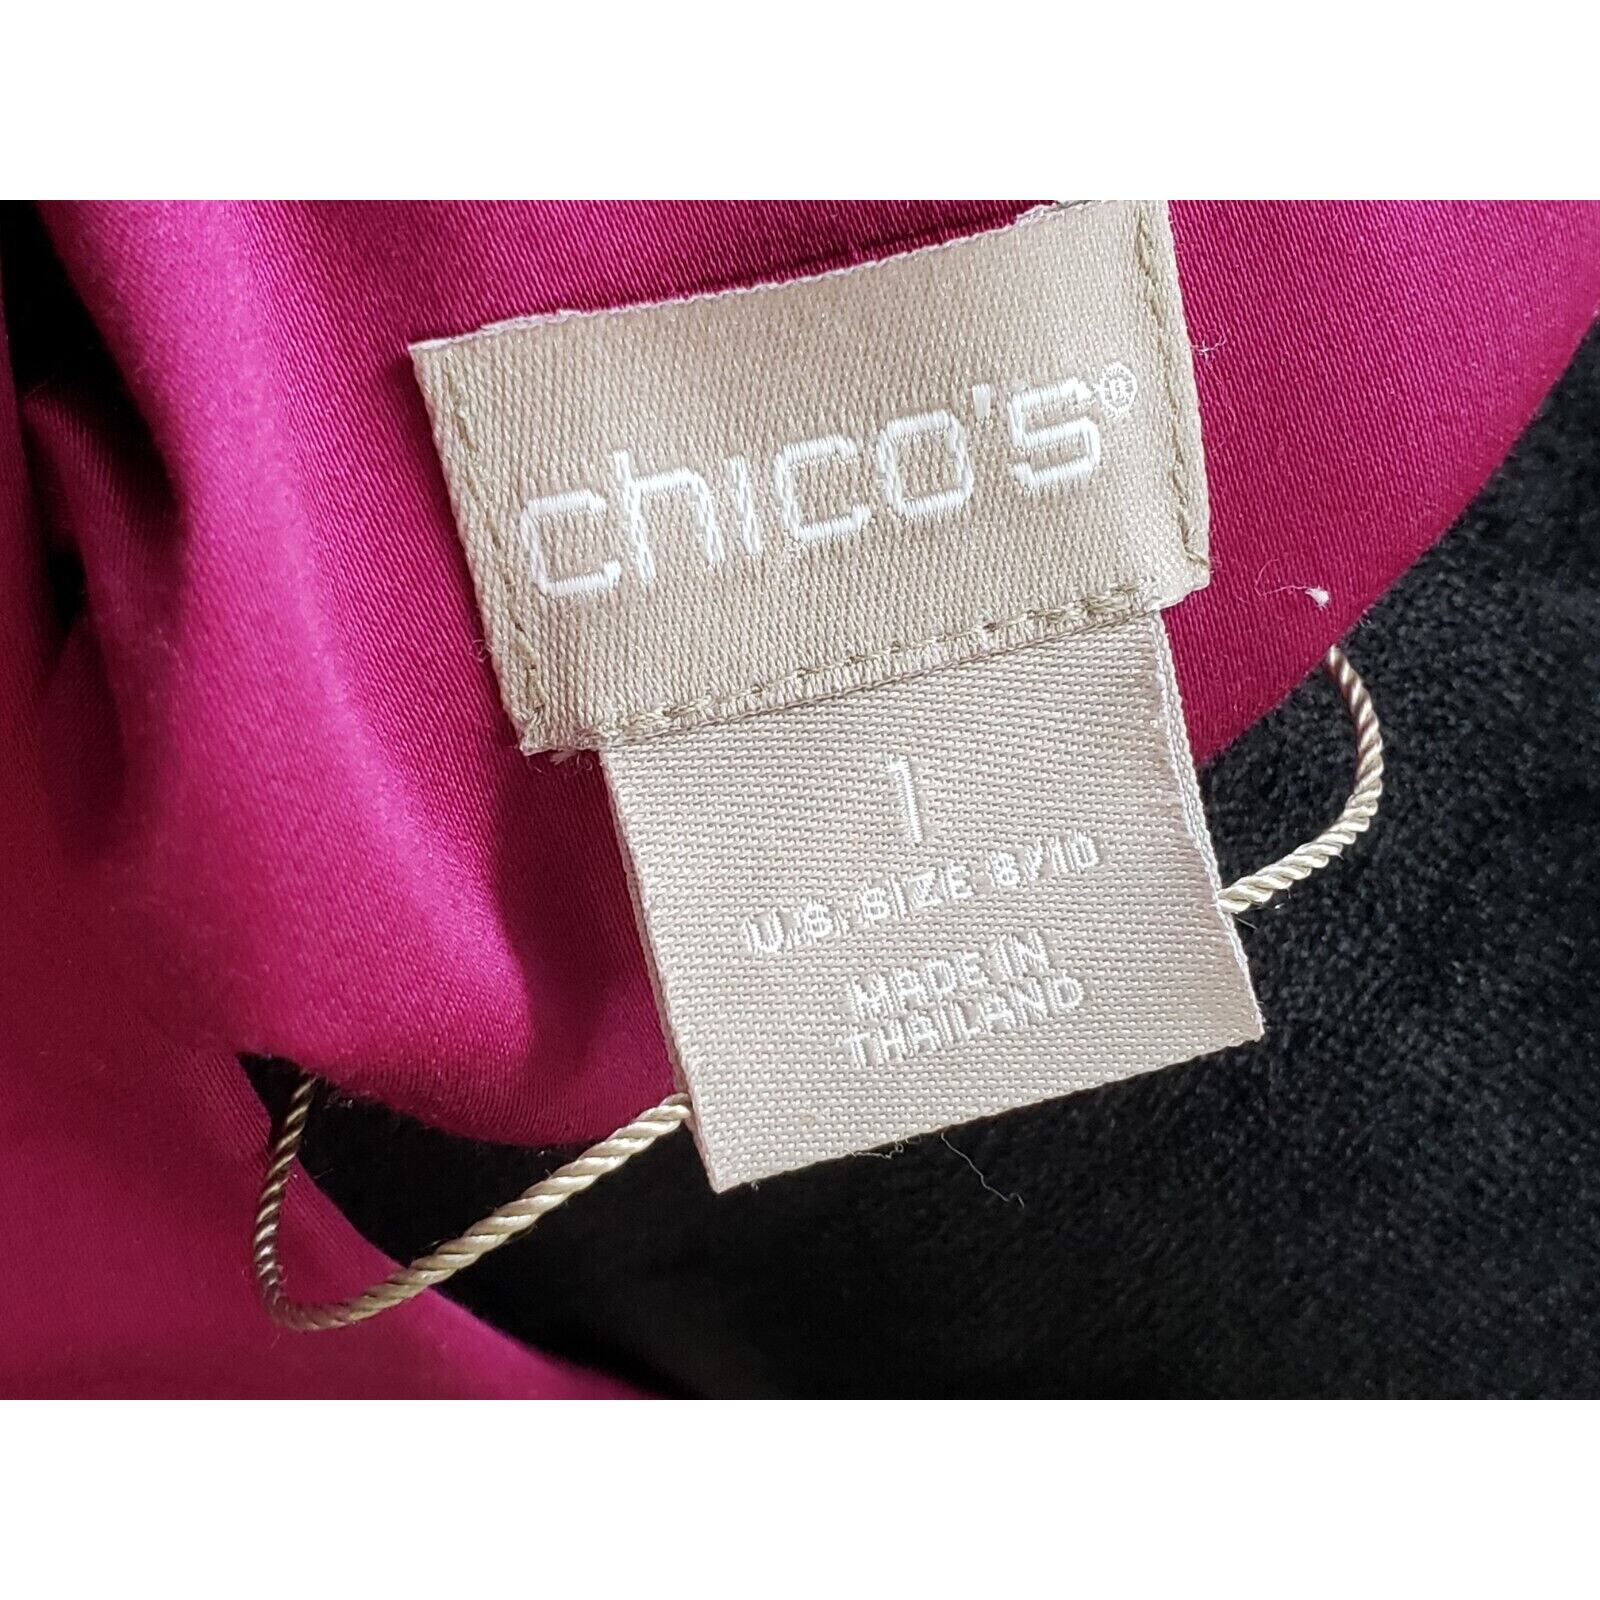 chico's®
1
U.S. SIZE 8/10
MADE IN
THAILAND